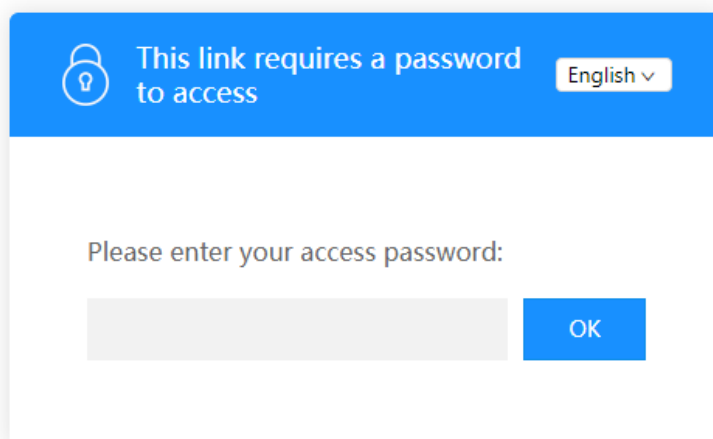 This link requires a password
to access
English
Please enter your access password:
OK